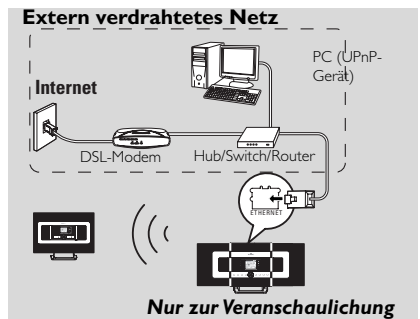 Extern verdrahtetes Netz
PC (UPnP-
Gerät)
Internet
DSL-Modem
Hub/Switch/Router
ETHERNET
Nur zur Veranschaulichung